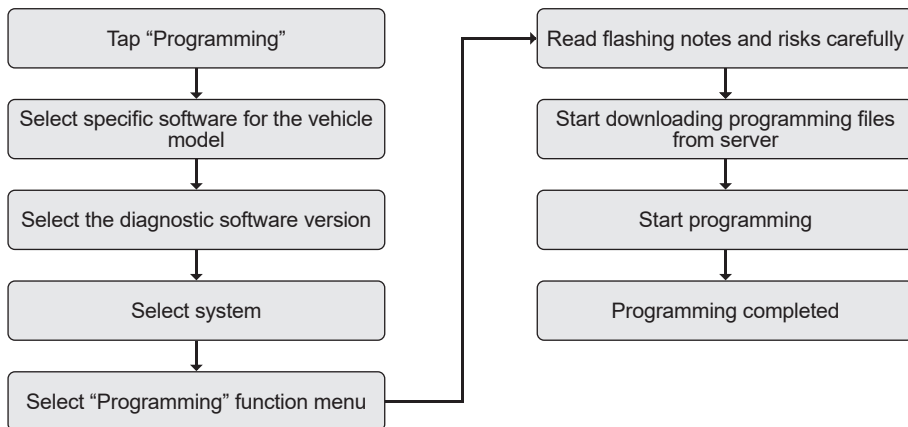 Tap “Programming”
Select specific software for the vehicle
model
Select the diagnostic software version
Select system
Select “Programming” function menu
Read flashing notes and risks carefully
Start downloading programming files
from server
Start programming
Programming completed